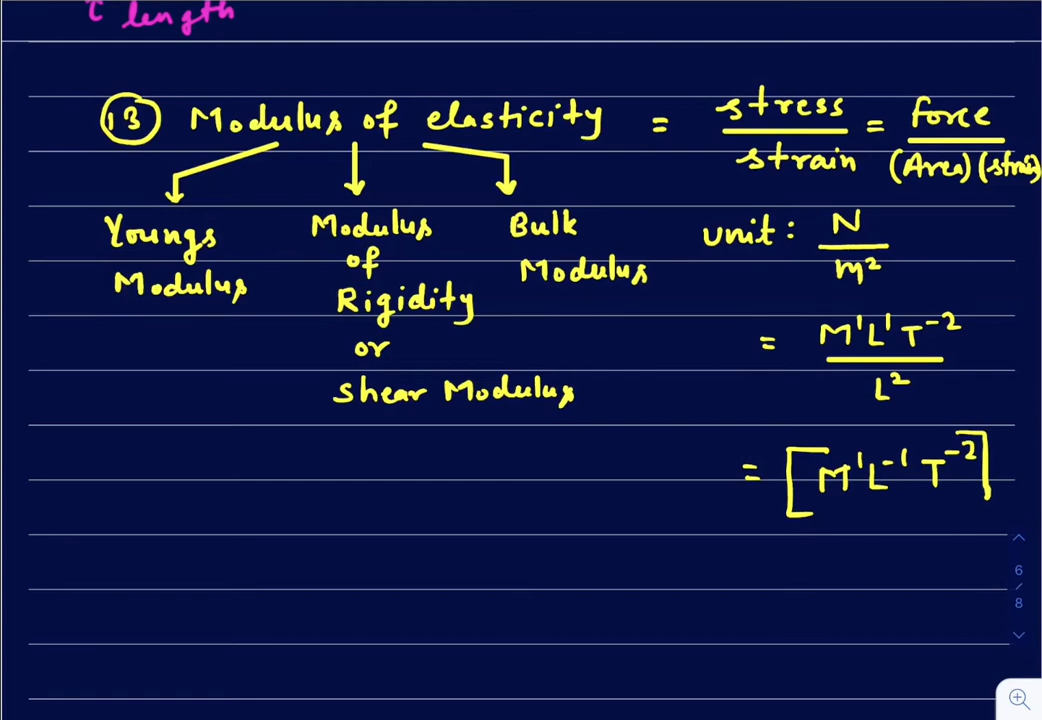 τ length
13 Modulus of elasticity = stress / strain = force / (Area) (strain)
Youngs
Modulus
Modulus
of
Rigidity
or
Shear Modulus
Bulk
Modulus
unit : N / m²
= M¹L¹T⁻² / L²
= [M¹L⁻¹T⁻²]
6
/
8